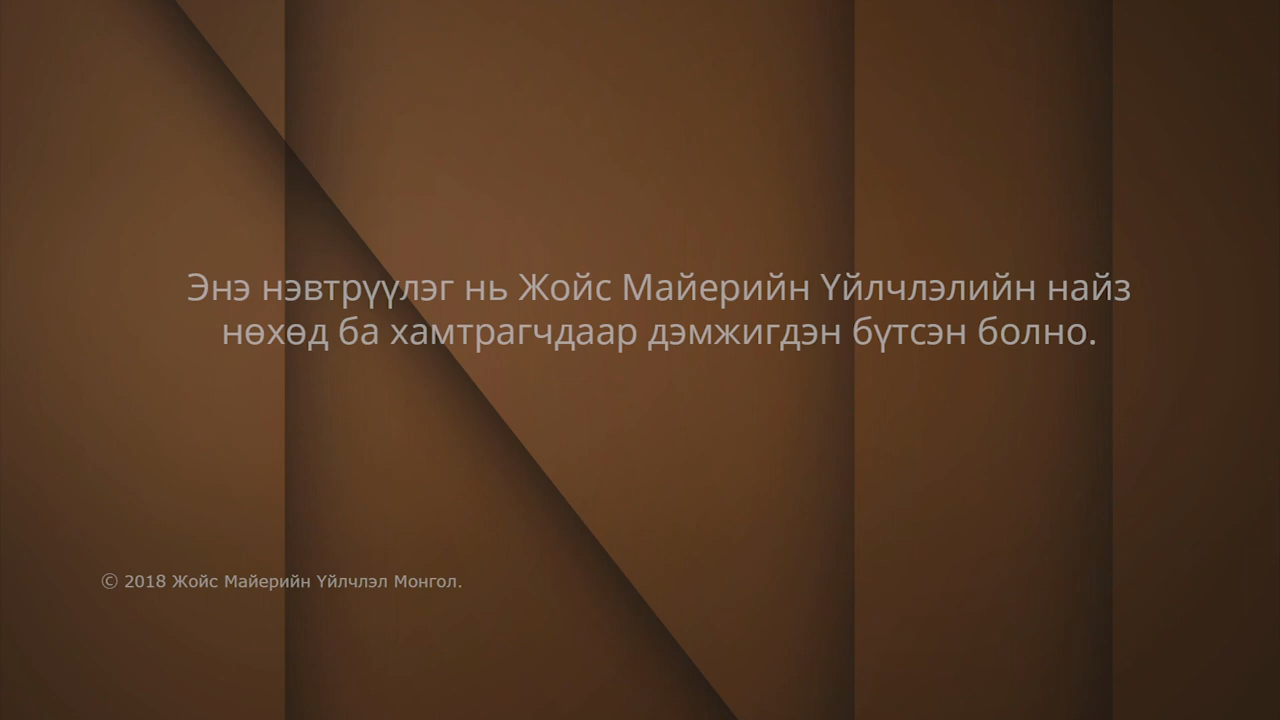 Энэ нэвтрүүлэг нь Жойс Майерийн Үйлчлэлийн найз
нөхөд ба хамтрагчдаар дэмжигдэн бүтсэн болно.
© 2018 Жойс Майерийн Үйлчлэл Монгол.